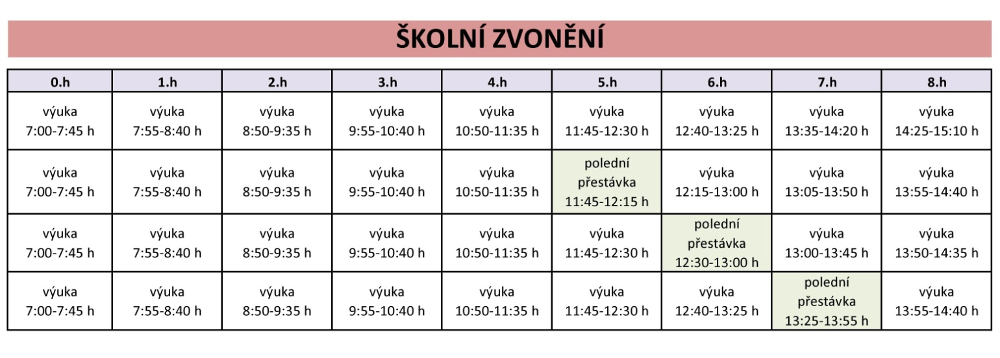 ŠKOLNÍ ZVONĚNÍ
0.h 1.h 2.h 3.h 4.h 5.h 6.h 7.h 8.h
výuka výuka výuka výuka výuka výuka výuka výuka výuka
7:00-7:45 h 7:55-8:40 h 8:50-9:35 h 9:55-10:40 h 10:50-11:35 h 11:45-12:30 h 12:40-13:25 h 13:35-14:20 h 14:25-15:10 h
výuka výuka výuka výuka výuka polední přestávka výuka výuka výuka
7:00-7:45 h 7:55-8:40 h 8:50-9:35 h 9:55-10:40 h 10:50-11:35 h 11:45-12:15 h 12:15-13:00 h 13:05-13:50 h 13:55-14:40 h
výuka výuka výuka výuka výuka výuka polední přestávka výuka výuka
7:00-7:45 h 7:55-8:40 h 8:50-9:35 h 9:55-10:40 h 10:50-11:35 h 11:45-12:30 h 12:30-13:00 h 13:00-13:45 h 13:50-14:35 h
výuka výuka výuka výuka výuka výuka výuka polední přestávka výuka
7:00-7:45 h 7:55-8:40 h 8:50-9:35 h 9:55-10:40 h 10:50-11:35 h 11:45-12:30 h 12:40-13:25 h 13:25-13:55 h 13:55-14:40 h